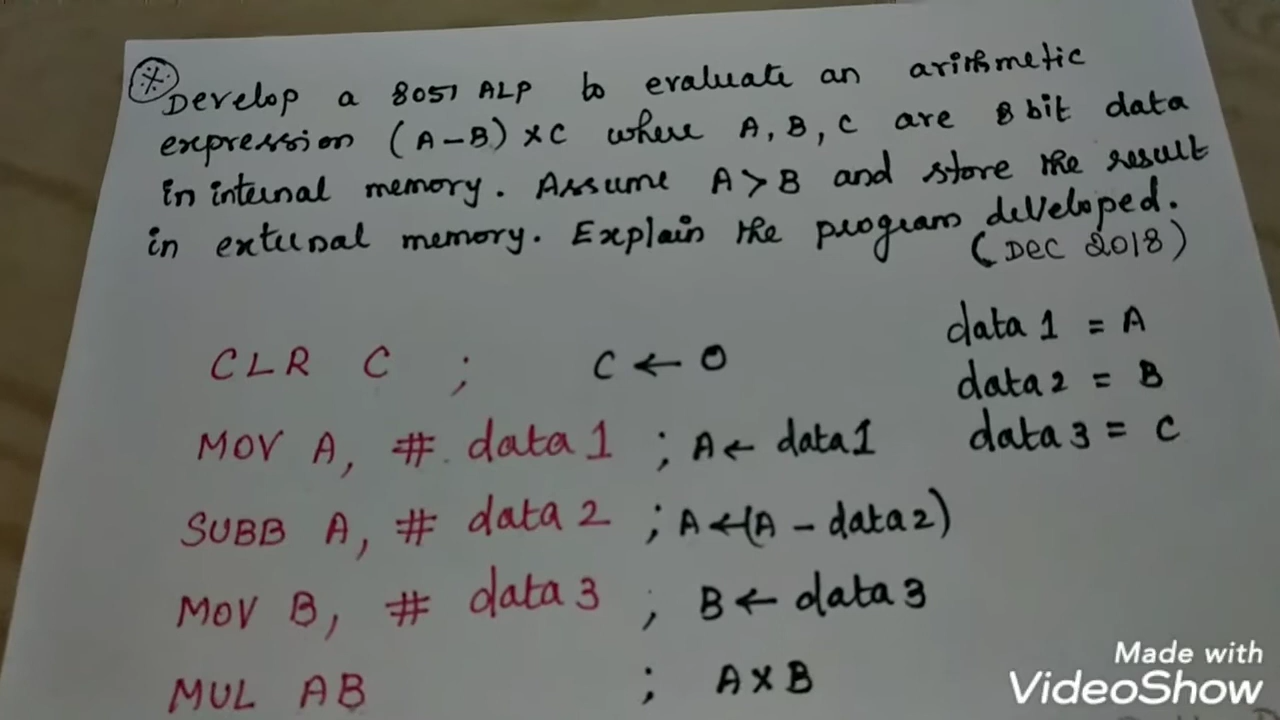 * Develop a 8051 ALP to evaluate an arithmetic
expression (A-B) × C where A, B, C are 8 bit data
in internal memory. Assume A > B and store the result
in external memory. Explain the program developed.
(DEC 2018)
data 1 = A
data 2 = B
data 3 = C
CLR C ; C ← 0
MOV A, # data 1 ; A ← data 1
SUBB A, # data 2 ; A ← (A - data 2)
MOV B, # data 3 ; B ← data 3
MUL AB ; A X B
Made with
VideoShow